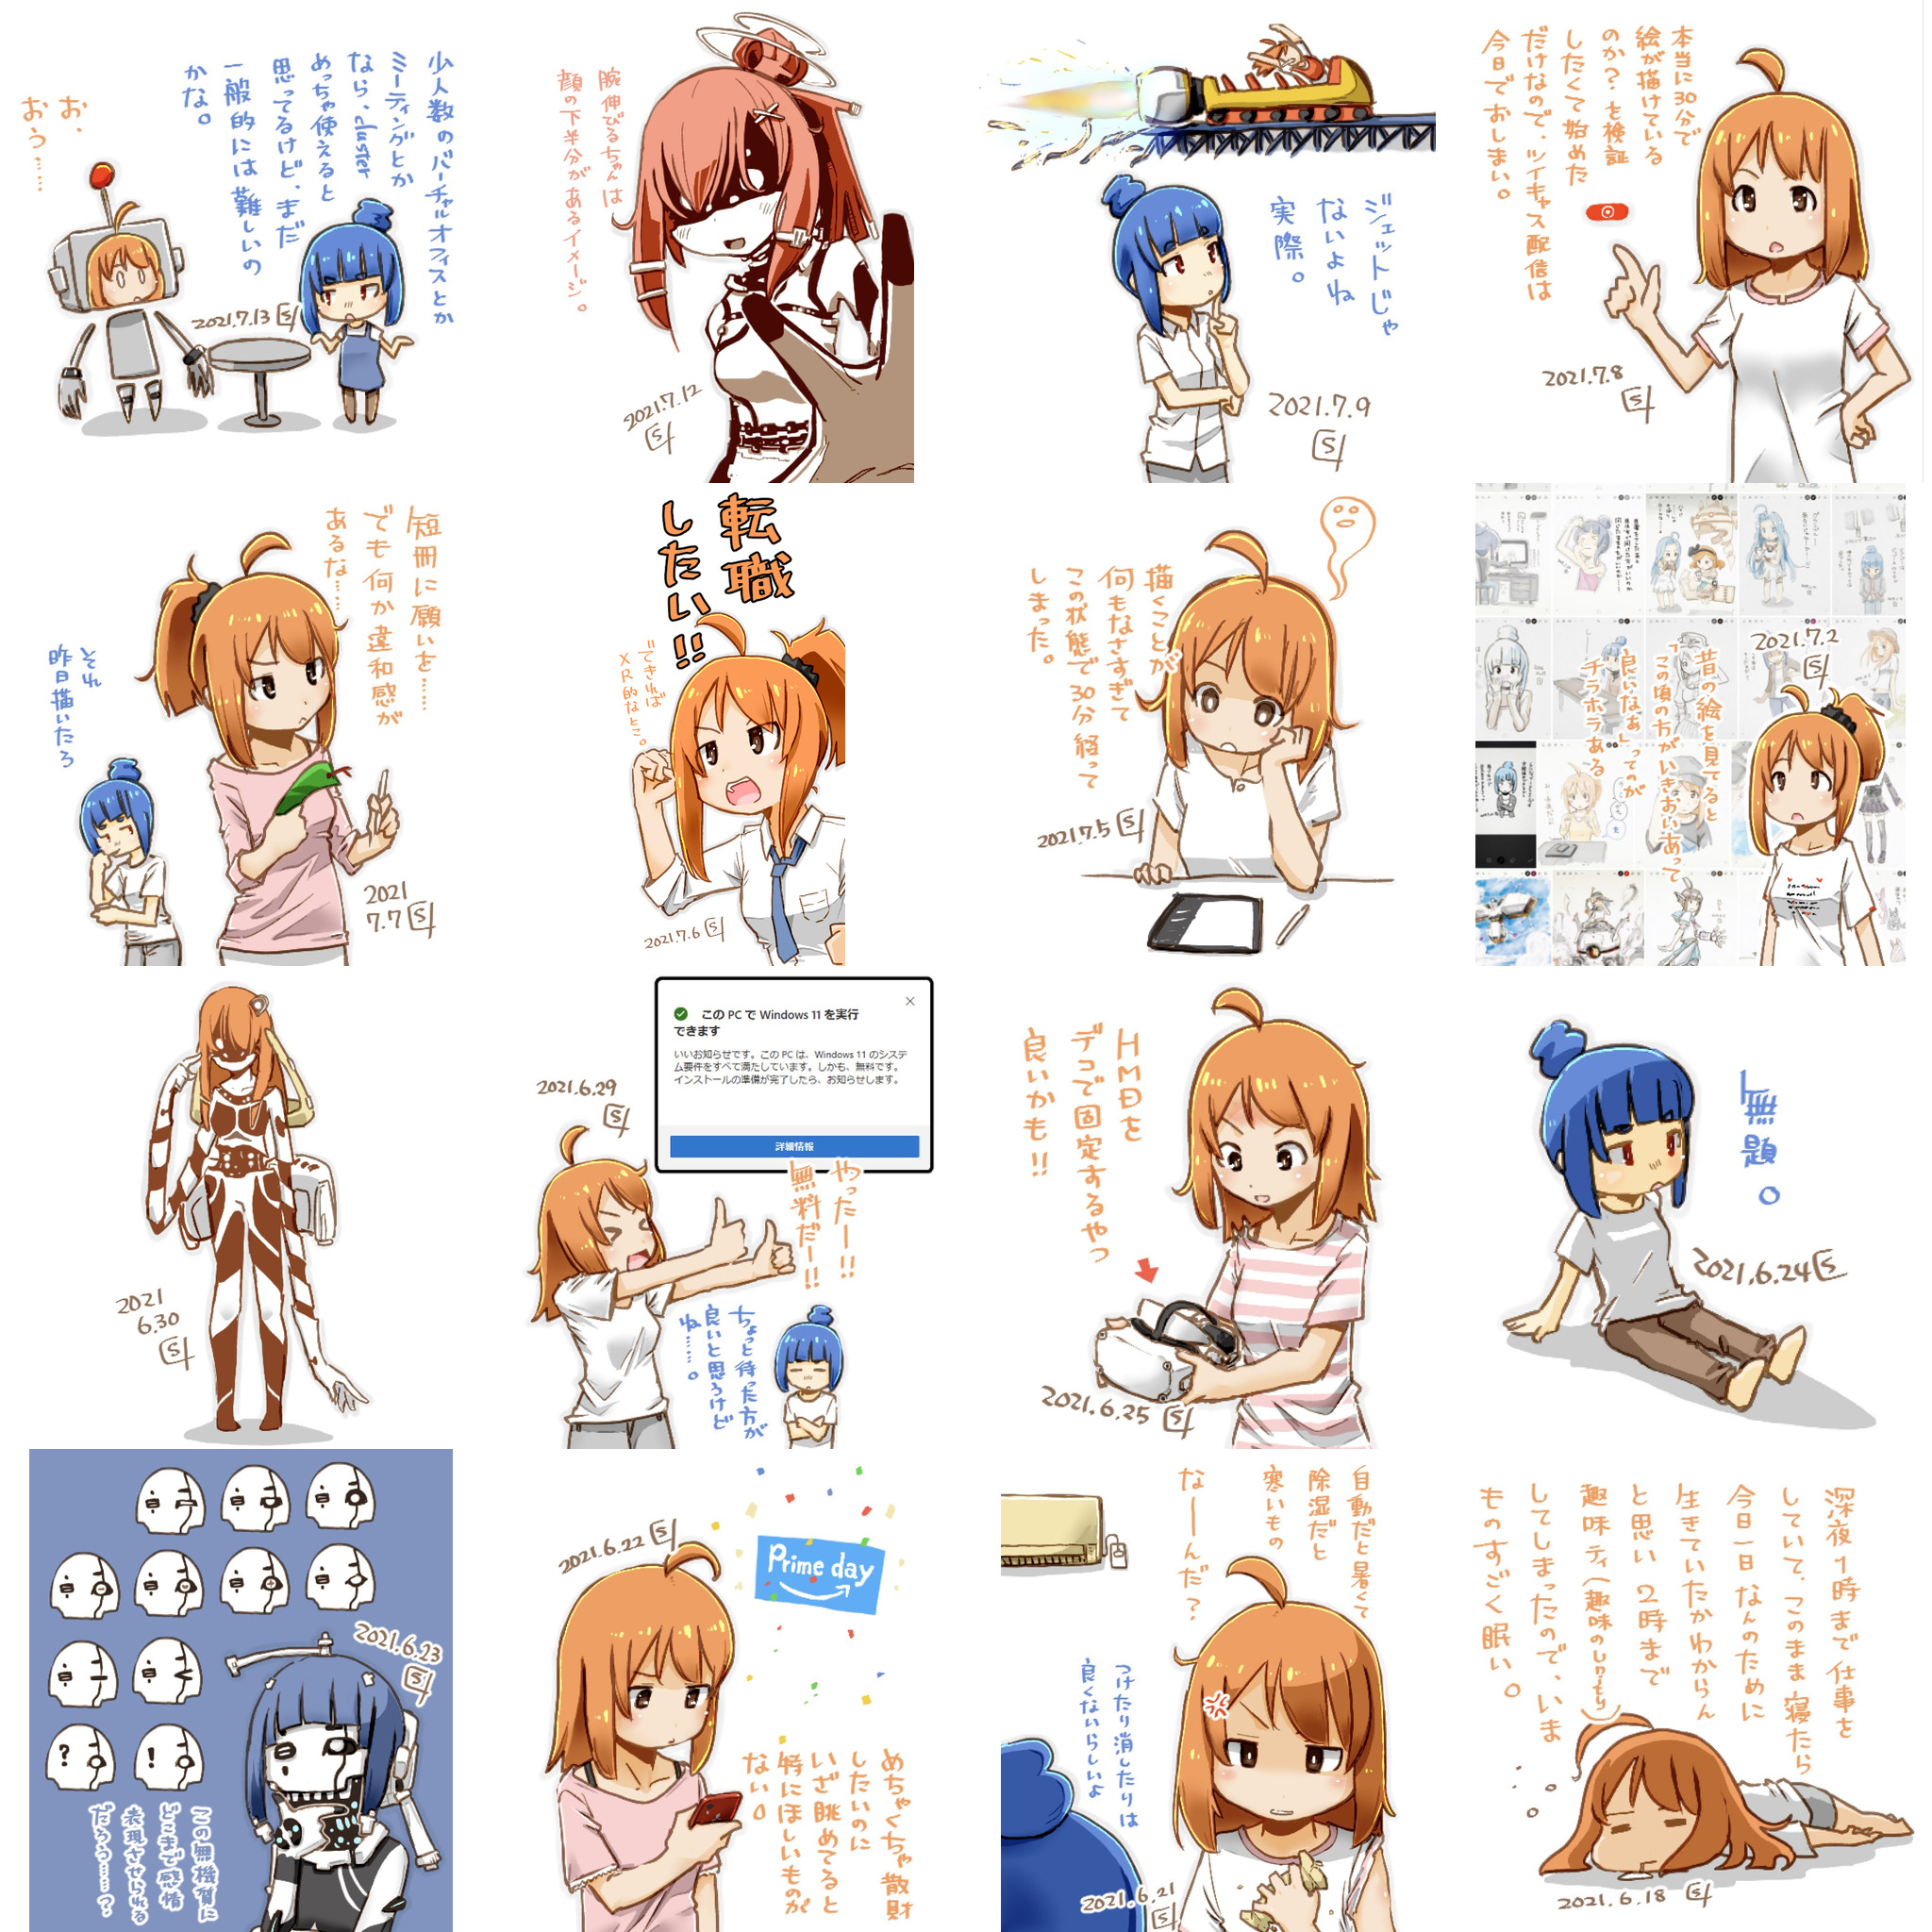 少人数のバーチャルオフィスとか
ミーティングとか
なら、cluster
めっちゃ使えると
思ってるけど、まだ
一般的には難しいの
かな。
お、
おう……
2021.7.13
腕伸びるちゃんは
顔の下半分があるイメージ。
2021.7.12
ジェットじゃ
ないよね
実際。
2021.7.9
本当に30分で
絵が描けている
のか?を検証
したくて始めた
だけなので、ツイキャス配信は
今日でおしまい。
2021.7.8
短冊に願いを……
でも何か違和感が
あるな……
それ
昨日描いたろ
2021
7.7
転職
したい!!
できれば
XR的なとこ。
2021.7.6
描くことが
何もなさすぎて
この状態で30分経って
しまった。
2021.7.5
2021.7.2
昔の絵を見てると
「この頃の方がいきおいあって
良いなぁ」ってのが
チラホラある
2021
6.30
このPCで Windows 11 を実行
できます
いいお知らせです。この PC は、Windows 11 のシステ
ム要件をすべて満たしています。しかも、無料です。
インストールの準備が完了したら、お知らせします。
詳細情報
2021.6.29
やったー!!
無料だー!!
ちょっと待った方が
良いと思うけど
ね……。
HMDを
デコで固定するやつ
良いかも!!
2021.6.25
無題。
2021.6.24
2021.6.23
?
!
この無機質に
どこまで感情
表現させられる
だろう……?
2021.6.22
Prime day
めちゃくちゃ散財
したいのに
いざ眺めてると
特にほしいものが
ない。
自動だと暑くて
除湿だと
寒いもの
なーんだ?
つけたり消したりは
良くないらしいよ
2021.6.21
深夜1時まで仕事を
していて、このまま寝たら
今日一日なんのために
生きていたかわからん
と思い2時まで
趣味ティ(趣味のしnもり)
してしまったので、いま
ものすごく眠い。
2021.6.18